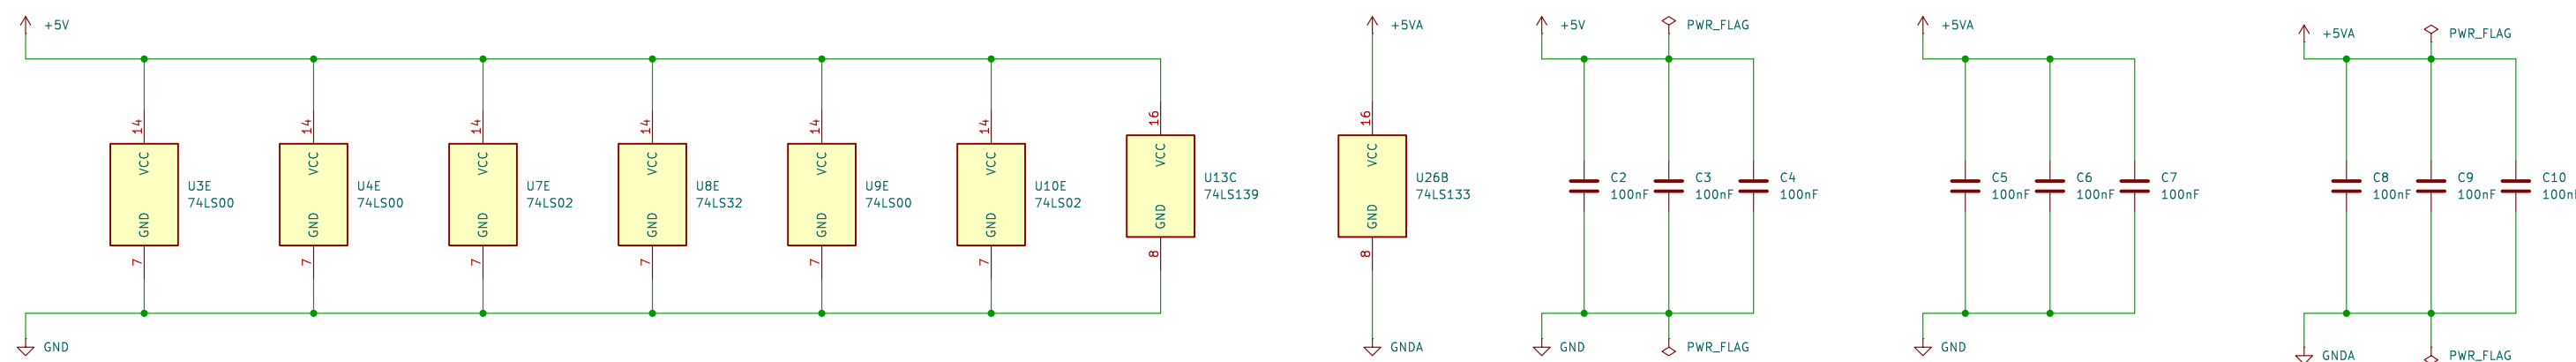 +5V
+5VA
+5V
PWR_FLAG
+5VA
+5VA
PWR_FLAG
14
VCC
GND
7
U3E
74LS00
14
VCC
GND
7
U4E
74LS00
14
VCC
GND
7
U7E
74LS02
14
VCC
GND
7
U8E
74LS32
14
VCC
GND
7
U9E
74LS00
14
VCC
GND
7
U10E
74LS02
16
VCC
GND
8
U13C
74LS139
16
VCC
GND
8
U26B
74LS133
C2
100nF
C3
100nF
C4
100nF
C5
100nF
C6
100nF
C7
100nF
C8
100nF
C9
100nF
C10
100n
GND
GNDA
GND
PWR_FLAG
GND
GNDA
PWR_FLAG